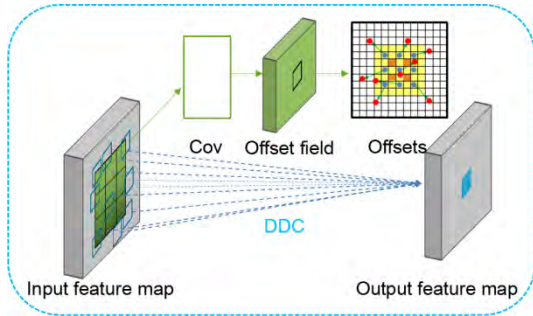 Cov
Offset field
Offsets
DDC
Input feature map
Output feature map